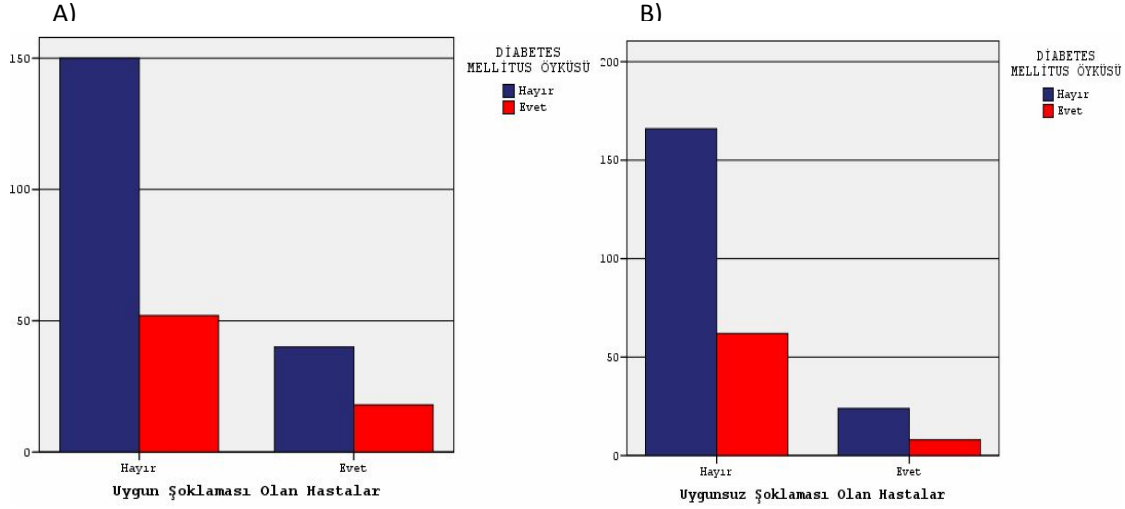 A)
DİABETES
MELLİTUS ÖYKÜSÜ
Hayır
Evet
150
100
50
0
Hayır
Evet
Uygun Şoklaması Olan Hastalar
B)
DİABETES
MELLİTUS ÖYKÜSÜ
Hayır
Evet
200
150
100
50
0
Hayır
Evet
Uygunsuz Şoklaması Olan Hastalar